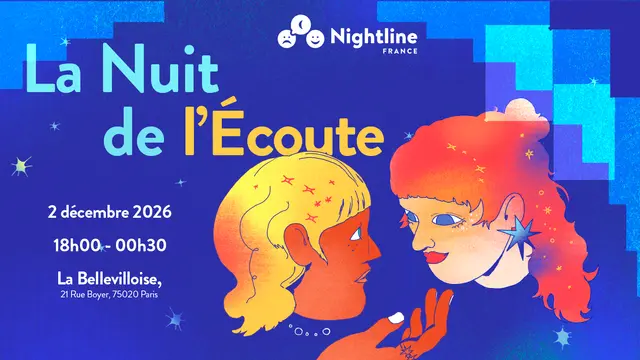 Nightline
FRANCE
La Nuit
de l'Écoute
2 décembre 2026
18h00 - 00h30
La Bellevilloise,
21 Rue Boyer, 75020 Paris